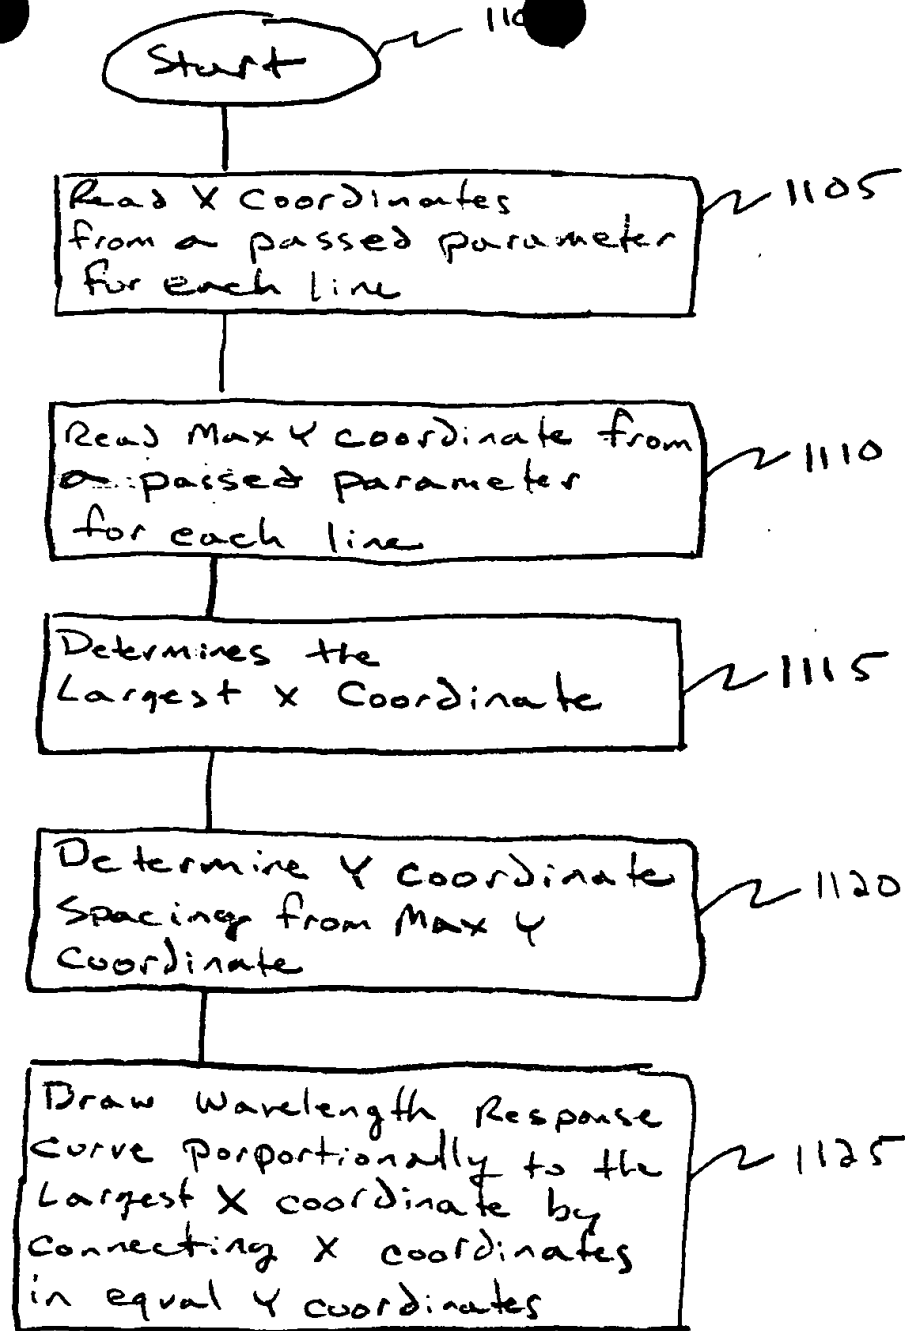 Start
Read X Coordinates
from a passed parameter
for each line
1105
Read Max Y coordinate from
a passed parameter
for each line
1110
Determines the
Largest x Coordinate
1115
Determine Y coordinate
Spacing from Max Y
Coordinate
1120
Draw Wavelength Response
curve porportionally to the
Largest X coordinate by
connecting X coordinates
in equal Y coordinates
1125